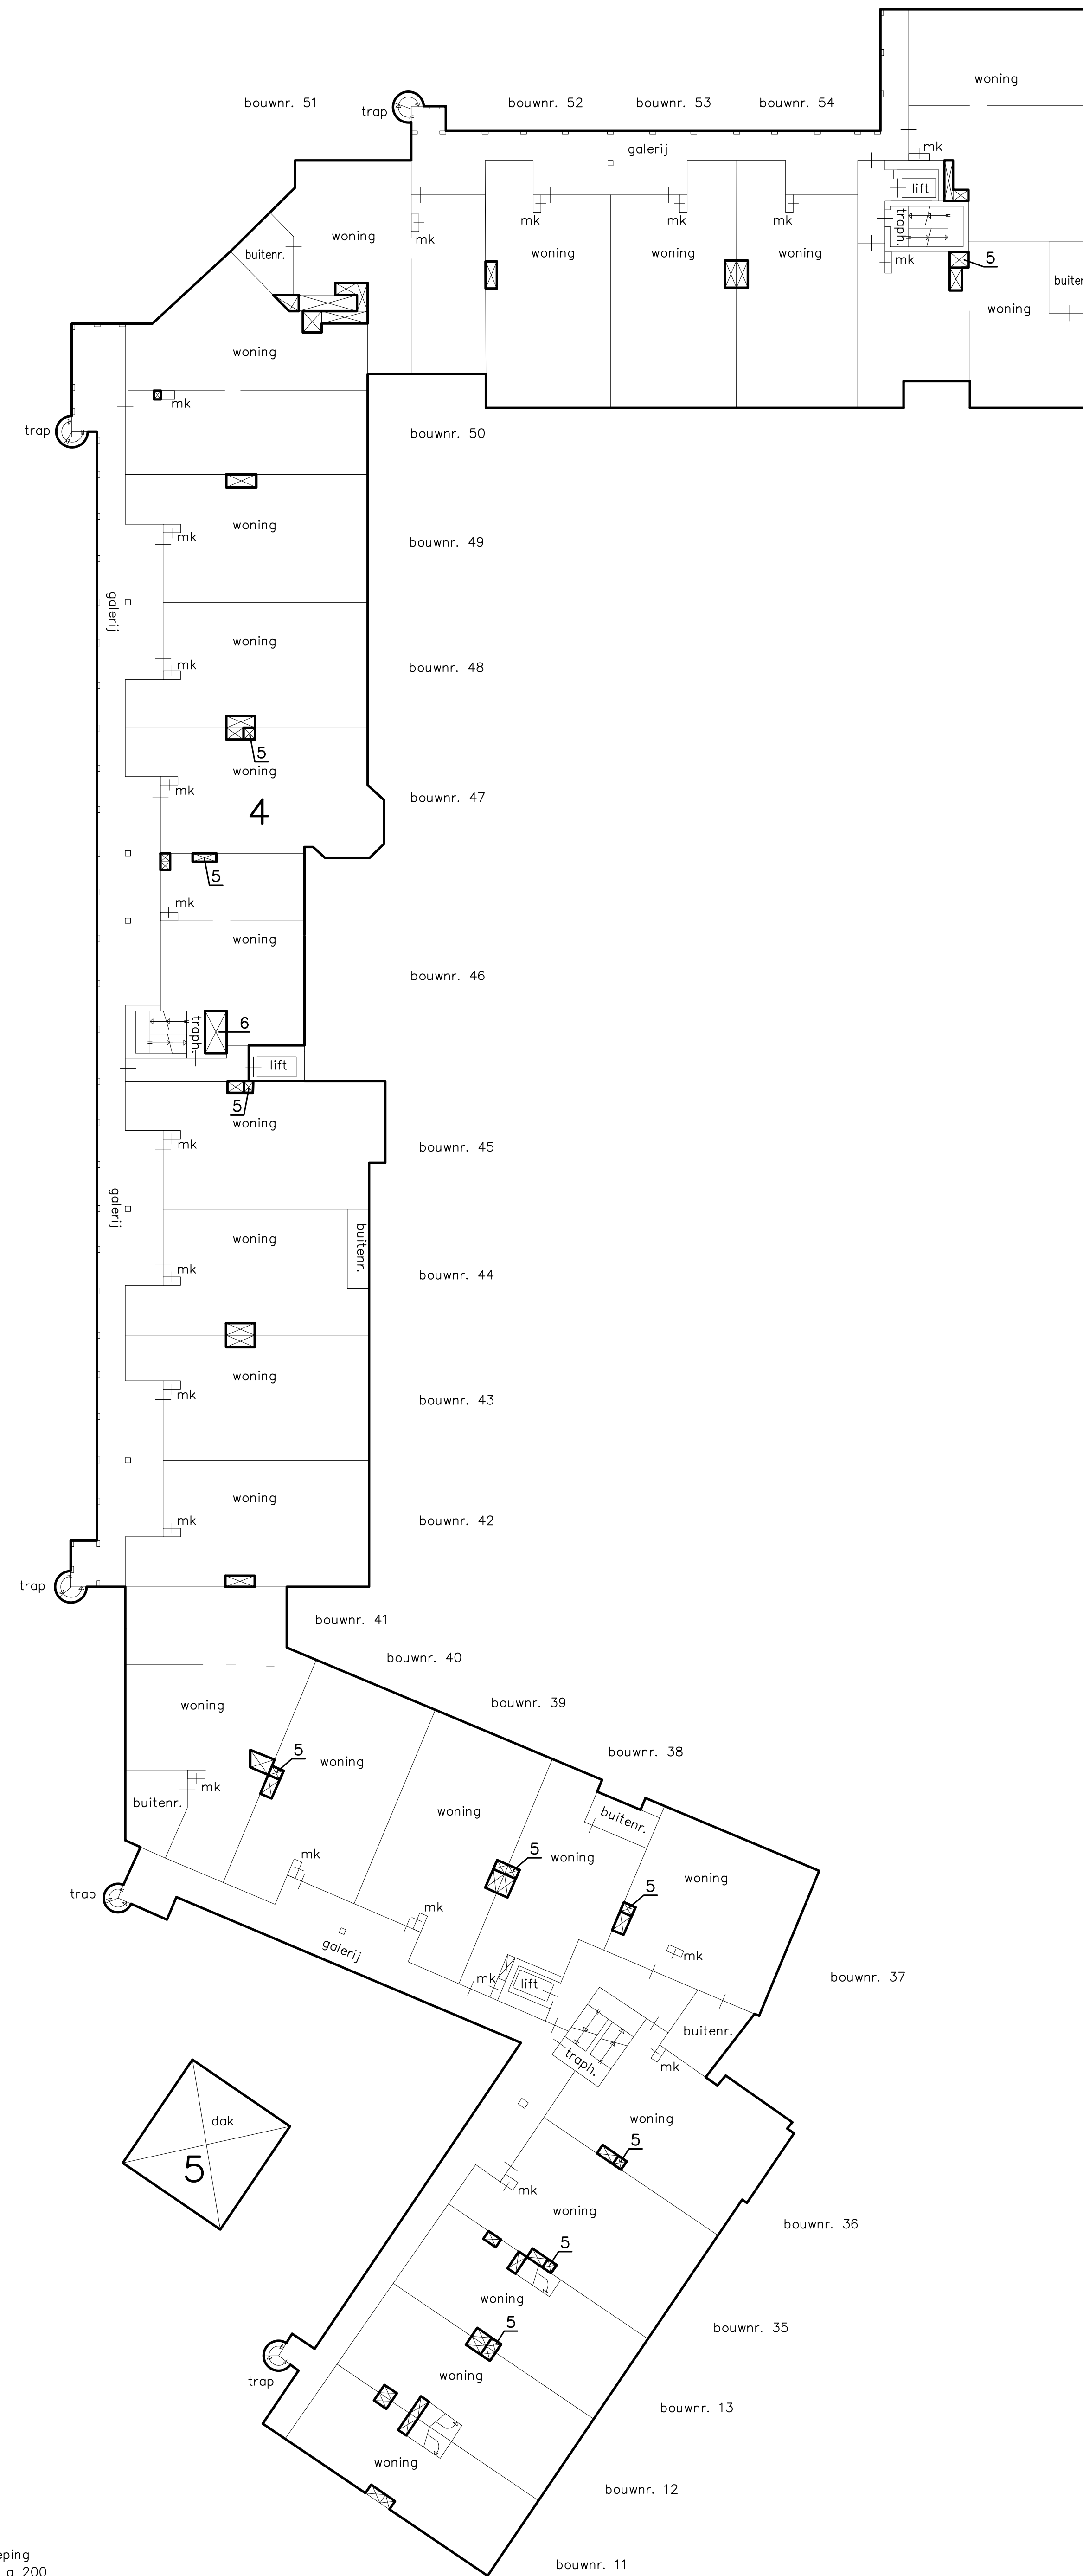 woning
bouwnr. 51
trap
bouwnr. 52
bouwnr. 53
bouwnr. 54
galerij
mk
lift
traph.
woning
mk
mk
mk
mk
buitenr.
woning
woning
woning
mk
5
woning
woning
mk
trap
bouwnr. 50
woning
mk
bouwnr. 49
galerij
woning
mk
bouwnr. 48
5
woning
mk
4
bouwnr. 47
5
mk
woning
bouwnr. 46
6
traph.
lift
5
woning
mk
bouwnr. 45
galerij
woning
buitenr.
mk
bouwnr. 44
woning
mk
bouwnr. 43
woning
mk
bouwnr. 42
trap
bouwnr. 41
bouwnr. 40
woning
bouwnr. 39
5
woning
bouwnr. 38
mk
buitenr.
woning
buitenr.
5
woning
mk
woning
5
trap
mk
galerij
mk
mk
lift
bouwnr. 37
buitenr.
traph.
mk
dak
5
woning
5
mk
woning
bouwnr. 36
5
woning
5
bouwnr. 35
trap
woning
bouwnr. 13
woning
bouwnr. 12
bouwnr. 11